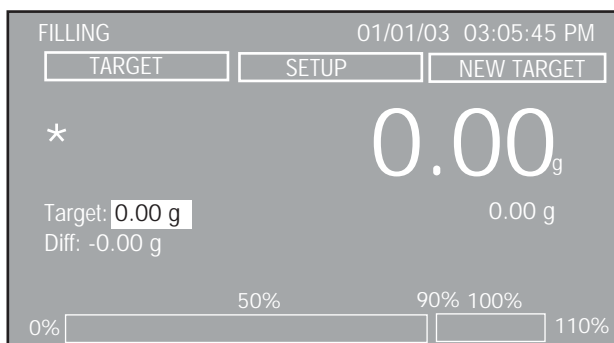 FILLING 01/01/03 03:05:45 PM
TARGET SETUP NEW TARGET
* 0.00 g
Target: 0.00 g 0.00 g
Diff: -0.00 g
50% 90% 100%
0% 110%